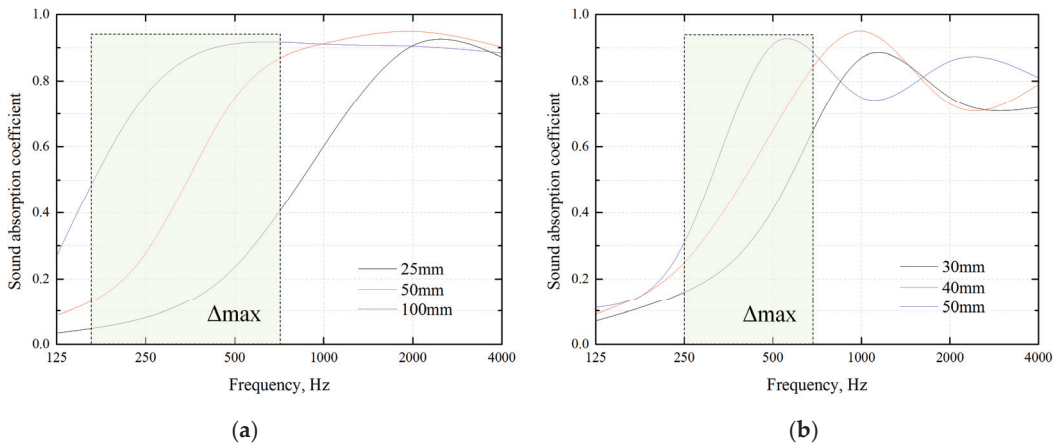 1.0
0.8
0.6
0.4
0.2
0.0
Sound absorption coefficient
25mm
50mm
100mm
Δmax
125 250 500 1000 2000 4000
Frequency, Hz
(a)
1.0
0.8
0.6
0.4
0.2
0.0
Sound absorption coefficient
30mm
40mm
50mm
Δmax
125 250 500 1000 2000 4000
Frequency, Hz
(b)